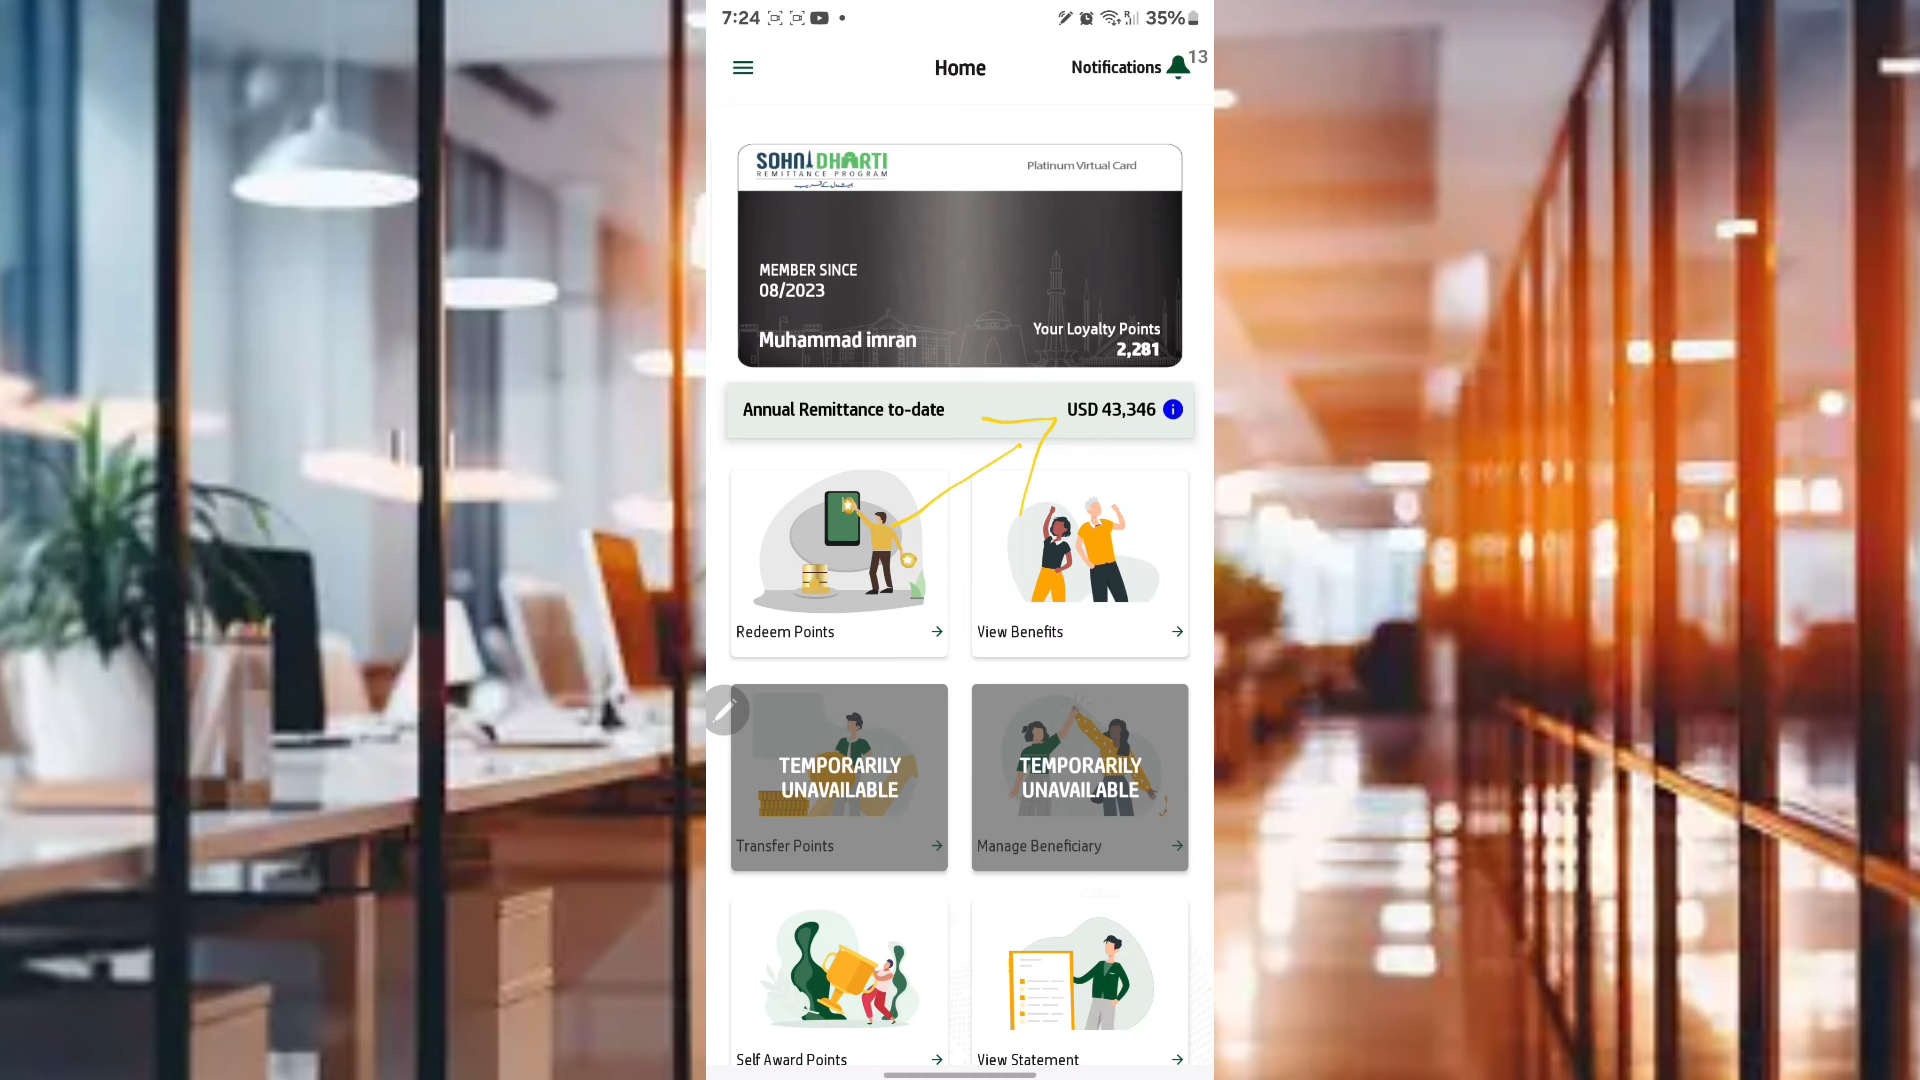 7:24
35%
Home
Notifications
13
SOHNI DHARTI
REMITTANCE PROGRAM
Platinum Virtual Card
MEMBER SINCE
08/2023
Muhammad imran
Your Loyalty Points
2,281
Annual Remittance to-date
USD 43,346
Redeem Points
View Benefits
TEMPORARILY
UNAVAILABLE
Transfer Points
TEMPORARILY
UNAVAILABLE
Manage Beneficiary
Self Award Points
View Statement